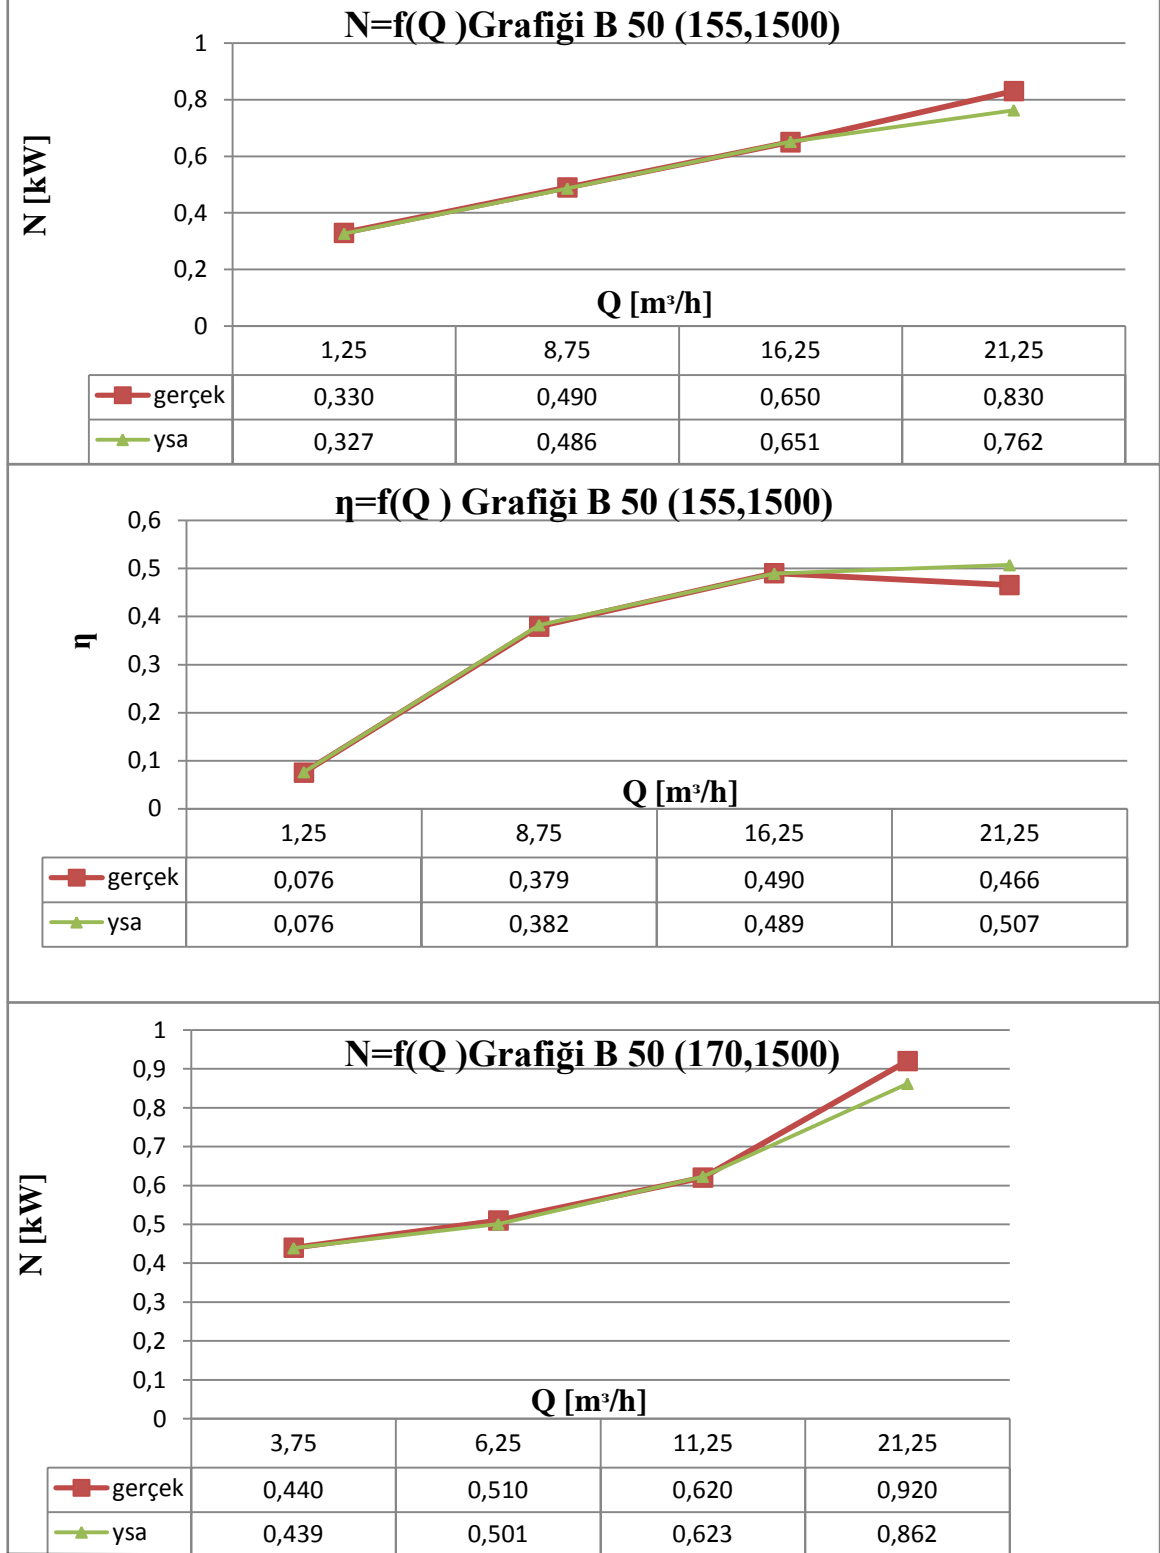 N=f(Q )Grafiği B 50 (155,1500)
1
0,8
0,6
0,4
0,2
0
N [kW]
Q [m³/h]
1,25 8,75 16,25 21,25
gerçek 0,330 0,490 0,650 0,830
ysa 0,327 0,486 0,651 0,762
η=f(Q ) Grafiği B 50 (155,1500)
0,6
0,5
0,4
0,3
0,2
0,1
0
η
Q [m³/h]
1,25 8,75 16,25 21,25
gerçek 0,076 0,379 0,490 0,466
ysa 0,076 0,382 0,489 0,507
N=f(Q )Grafiği B 50 (170,1500)
1
0,9
0,8
0,7
0,6
0,5
0,4
0,3
0,2
0,1
0
N [kW]
Q [m³/h]
3,75 6,25 11,25 21,25
gerçek 0,440 0,510 0,620 0,920
ysa 0,439 0,501 0,623 0,862